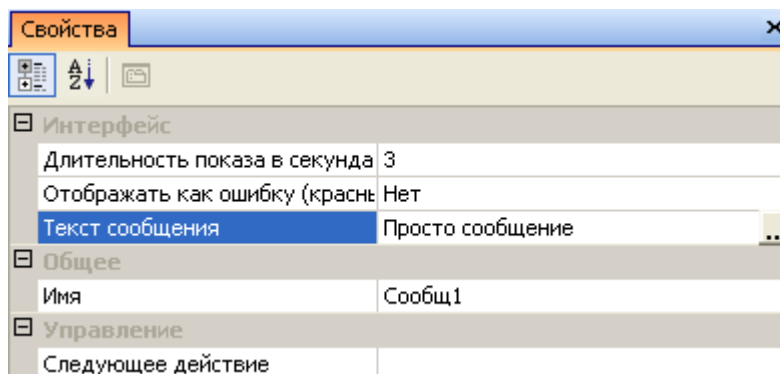 Свойства
Интерфейс
Длительность показа в секунда 3
Отображать как ошибку (красны Нет
Текст сообщения Просто сообщение ..
Общее
Имя Сообщ1
Управление
Следующее действие